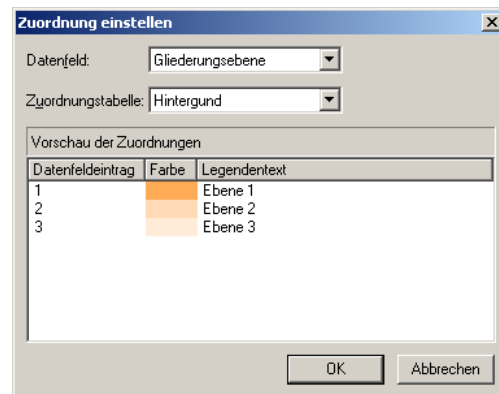 Zuordnung einstellen
Datenfeld: Gliederungsebene
Zuordnungstabelle: Hintergund
Vorschau der Zuordnungen
Datenfeldeintrag Farbe Legendentext
1 Ebene 1
2 Ebene 2
3 Ebene 3
OK Abbrechen